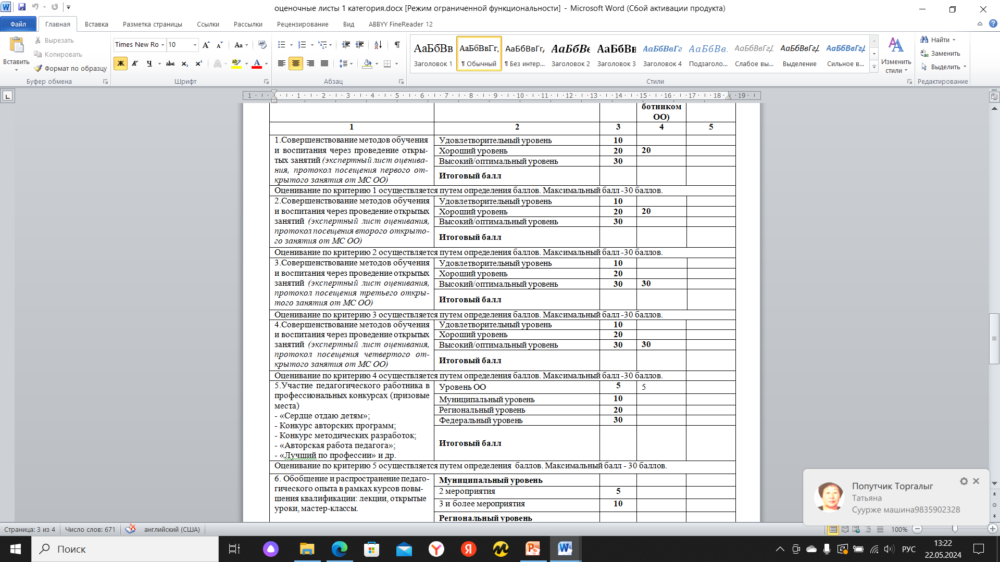 оценочные листы 1 категория.docx [Режим ограниченной функциональности] - Microsoft Word (Сбой активации продукта)
Файл Главная Вставка Разметка страницы Ссылки Рассылки Рецензирование Вид ABBYY FineReader 12
Вставить
Вырезать
Копировать
Формат по образцу
Буфер обмена
Times New Ro 10
Ж К Ч abc x₂ x² A А
Шрифт
Абзац
АаБбВв АаБбВвГг, АаБбВвГг, АаБбВв АаБбВв АаБбВвГг АаБбВв. АаБбВвГд АаБбВвГд АаБбВвГд
Заголовок 1 ¶ Обычный ¶ Без интер... Заголовок 2 Заголовок 3 Заголовок 4 Подзаголо... Слабое вы... Выделение Сильное в...
Стили
Изменить стили
Найти
Заменить
Выделить
Редактирование
1 1 2 3 4 5 6 7 8 9 10 11 12 13 14 15 16 17 18 19
ботником
ОО)
1 2 3 4 5
1.Совершенствование методов обучения
и воспитания через проведение откры-
тых занятий (экспертный лист оценива-
ния, протокол посещения первого от-
крытого занятия от МС ОО)
Удовлетворительный уровень 10
Хороший уровень 20 20
Высокий/оптимальный уровень 30
Итоговый балл
Оценивание по критерию 1 осуществляется путем определения баллов. Максимальный балл -30 баллов.
2.Совершенствование методов обучения
и воспитания через проведение открытых
занятий (экспертный лист оценивания,
протокол посещения второго открыто-
го занятия от МС ОО)
Удовлетворительный уровень 10
Хороший уровень 20 20
Высокий/оптимальный уровень 30
Итоговый балл
Оценивание по критерию 2 осуществляется путем определения баллов. Максимальный балл -30 баллов.
3.Совершенствование методов обучения
и воспитания через проведение открытых
занятий (экспертный лист оценивания,
протокол посещения третьего откры-
того занятия от МС ОО)
Удовлетворительный уровень 10
Хороший уровень 20
Высокий/оптимальный уровень 30 30
Итоговый балл
Оценивание по критерию 3 осуществляется путем определения баллов. Максимальный балл -30 баллов.
4.Совершенствование методов обучения
и воспитания через проведение открытых
занятий (экспертный лист оценивания,
протокол посещения четвертого от-
крытого занятия от МС ОО)
Удовлетворительный уровень 10
Хороший уровень 20
Высокий/оптимальный уровень 30 30
Итоговый балл
Оценивание по критерию 4 осуществляется путем определения баллов. Максимальный балл -30 баллов.
5.Участие педагогического работника в
профессиональных конкурсах (призовые
места)
- «Сердце отдаю детям»;
- Конкурс авторских программ;
- Конкурс методических разработок;
- «Авторская работа педагога»;
- «Лучший по профессии» и др.
Уровень ОО 5 5
Муниципальный уровень 10
Региональный уровень 20
Федеральный уровень 30
Итоговый балл
Оценивание по критерию 5 осуществляется путем определения баллов. Максимальный балл - 30 баллов.
6. Обобщение и распространение педаго-
гического опыта в рамках курсов повы-
шения квалификации: лекции, открытые
уроки, мастер-классы.
Муниципальный уровень
2 мероприятия 5
3 и более мероприятия 10
Региональный уровень
Попутчик Торгалыг
Татьяна
Суурже машина9835902328
Страница: 3 из 4 Число слов: 671 английский (США) 100%
Поиск
РУС
13:22
22.05.2024